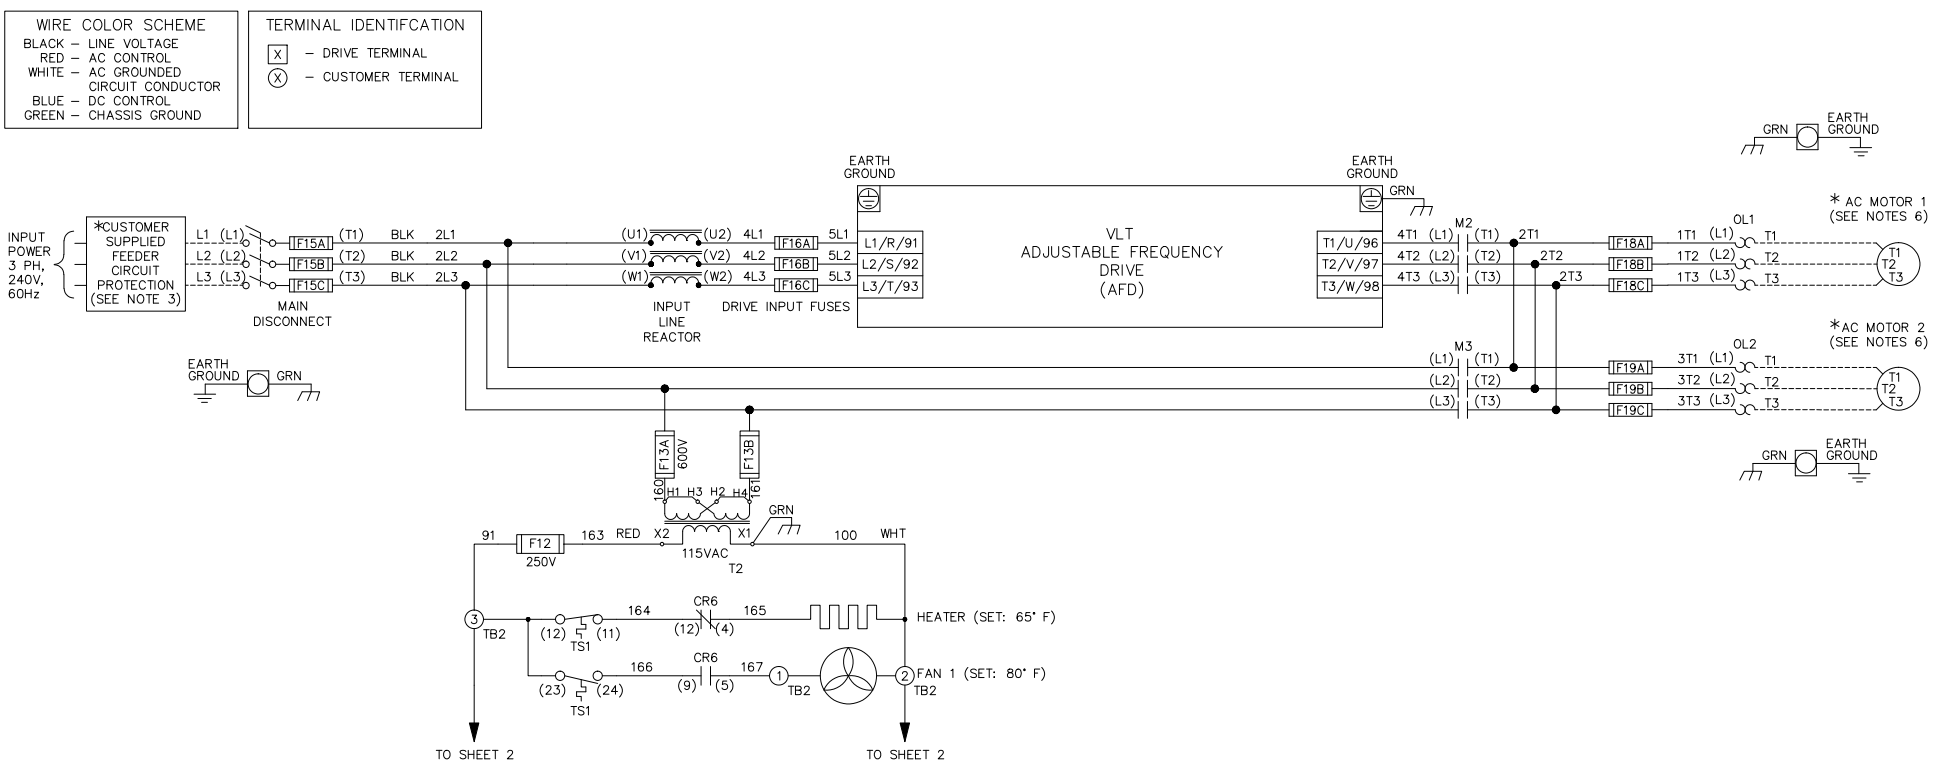 WIRE COLOR SCHEME
BLACK – LINE VOLTAGE
RED – AC CONTROL
WHITE – AC GROUNDED
CIRCUIT CONDUCTOR
BLUE – DC CONTROL
GREEN – CHASSIS GROUND
TERMINAL IDENTIFCATION
X – DRIVE TERMINAL
X – CUSTOMER TERMINAL
INPUT
POWER
3 PH,
240V,
60Hz
*CUSTOMER
SUPPLIED
FEEDER
CIRCUIT
PROTECTION
(SEE NOTE 3)
L1 (L1) F15A (T1) BLK 2L1
L2 (L2) F15B (T2) BLK 2L2
L3 (L3) F15C (T3) BLK 2L3
MAIN
DISCONNECT
EARTH
GROUND GRN
(U1) (U2) 4L1 F16A 5L1
(V1) (V2) 4L2 F16B 5L2
(W1) (W2) 4L3 F16C 5L3
INPUT
LINE
REACTOR
DRIVE INPUT FUSES
EARTH
GROUND
L1/R/91
L2/S/92
L3/T/93
VLT
ADJUSTABLE FREQUENCY
DRIVE
(AFD)
EARTH
GROUND
GRN
T1/U/96
T2/V/97
T3/W/98
M2
4T1 (L1) (T1) 2T1
4T2 (L2) (T2) 2T2
4T3 (L3) (T3) 2T3
F18A 1T1 (L1) T1
F18B 1T2 (L2) T2
F18C 1T3 (L3) T3
OL1
GRN EARTH
GROUND
* AC MOTOR 1
(SEE NOTES 6)
T1
T2
T3
M3
(L1) (T1)
(L2) (T2)
(L3) (T3)
F19A 3T1 (L1) T1
F19B 3T2 (L2) T2
F19C 3T3 (L3) T3
OL2
*AC MOTOR 2
(SEE NOTES 6)
T1
T2
T3
GRN EARTH
GROUND
F13A
600V
F13B
160
161
H1 H3 H2 H4
GRN
91 F12 163 RED X2 X1 100 WHT
250V
115VAC
T2
3
TB2
(12) (11) 164 CR6 165
TS1
(12) (4)
HEATER (SET: 65° F)
(23) (24) 166 CR6 167
TS1
(9) (5)
1
TB2
2
TB2
FAN 1 (SET: 80° F)
TO SHEET 2
TO SHEET 2